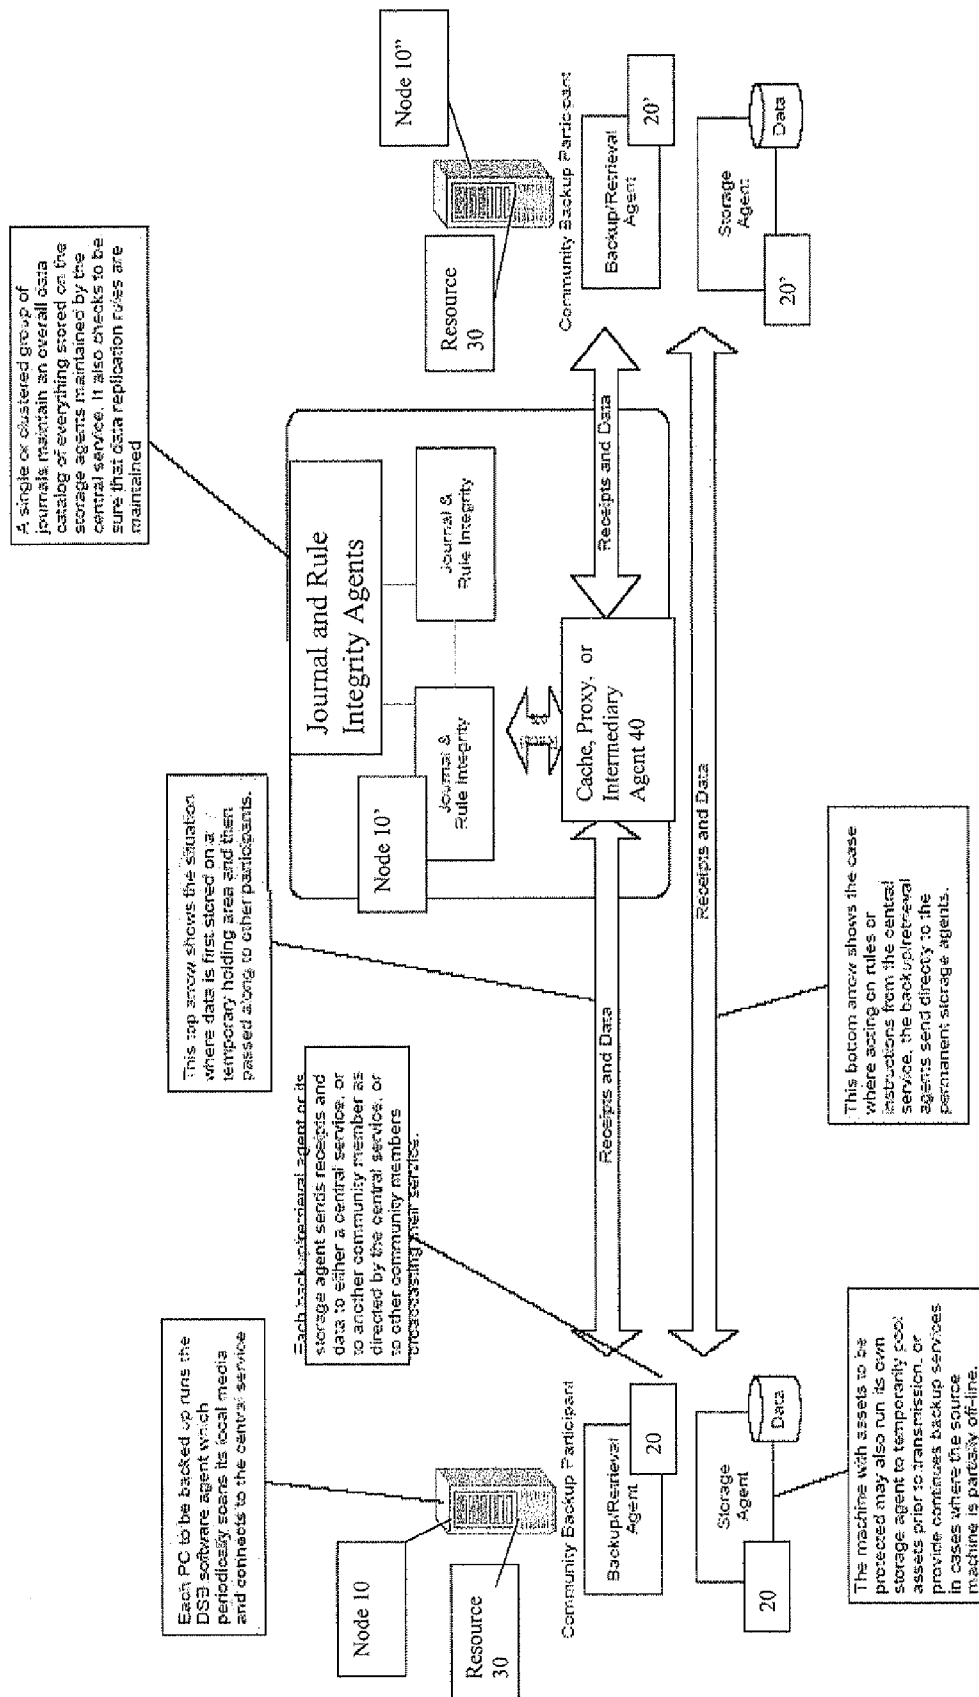 Each PC to be backed up runs the
DSB software agent which
periodically scans its local media
and connects to the central service
Each backup/retrieval agent or its
storage agent sends receipts and
data to either a central service, or
to another community member as
directed by the central service, or
to other community members
broadcasting their service.
This top arrow shows the situation
where data is first stored on a
temporary holding area and then
passed along to other participants.
A single or clustered group of
journals maintain an overall data
catalog of everything stored on the
storage agents maintained by the
central service. It also checks to be
sure that data replication rules are
maintained
Node 10
Resource
30
Community Backup Participant
Backup/Retrieval
Agent
20
Storage
Agent
20
Data
Journal and Rule
Integrity Agents
Node 10'
Journal &
Rule Integrity
Journal &
Rule Integrity
Cache, Proxy, or
Intermediary
Agent 40
Receipts and Data
Receipts and Data
Receipts and Data
Node 10"
Resource
30
Community Backup Participant
Backup/Retrieval
Agent
20'
Storage
Agent
20'
Data
The machine with assets to be
protected may also run its own
storage agent to temporarily pool
assets prior to transmission, or
provide continues backup services
in cases where the source
machine is partially off-line.
This bottom arrow shows the case
where acting on rules or
instructions from the central
service, the backup/retrieval
agents send directly to the
permanent storage agents.